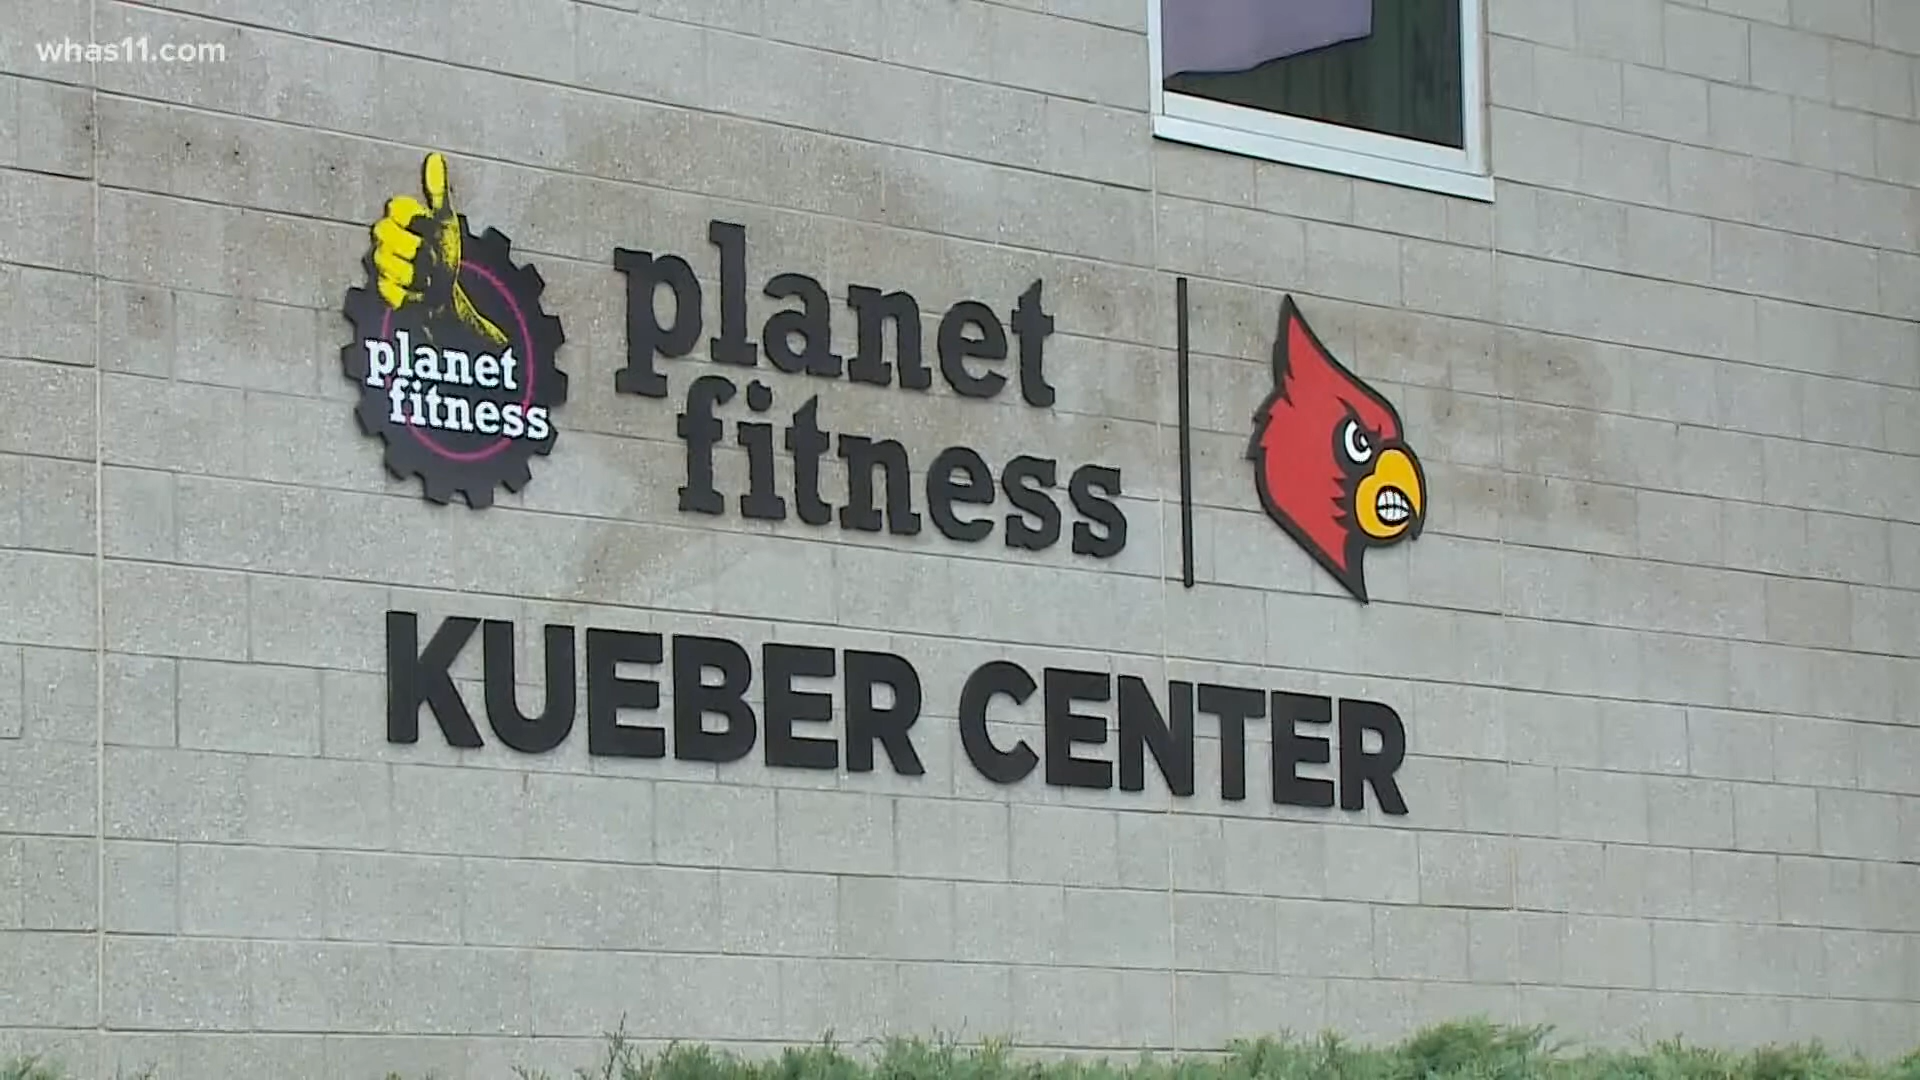 whas11.com
planet
fitness
planet
fitness
KUEBER CENTER